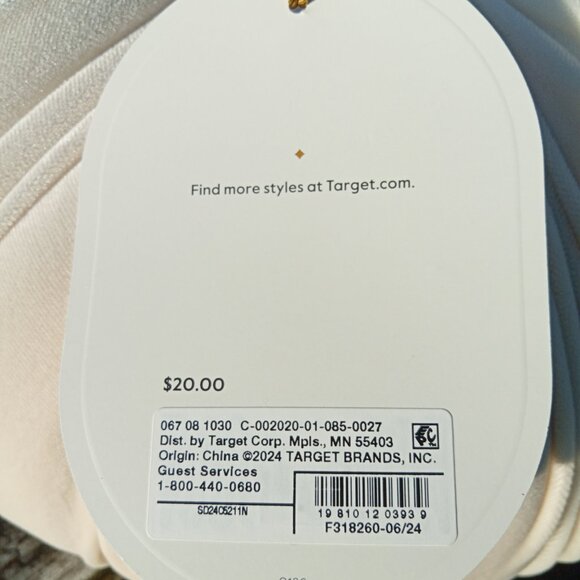 Find more styles at Target.com.
$20.00
067 08 1030 C-002020-01-085-0027
Dist. by Target Corp. Mpls., MN 55403
Origin: China ©2024 TARGET BRANDS, INC.
Guest Services
1-800-440-0680
SD24C5211N
19 810 12 0393 9
F318260-06/24